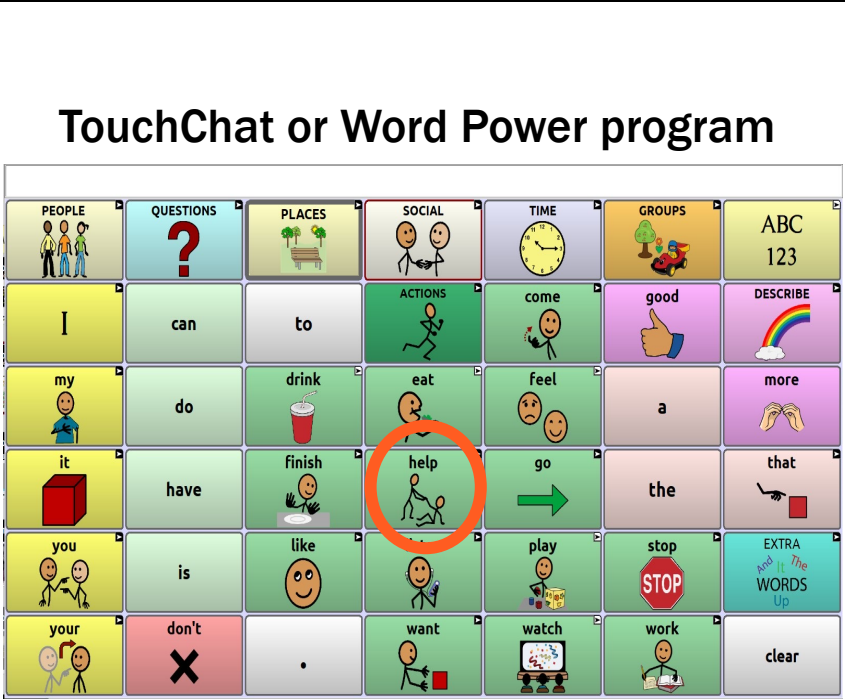 TouchChat or Word Power program
PEOPLE QUESTIONS PLACES SOCIAL TIME GROUPS ABC
123
I can to ACTIONS come good DESCRIBE
my do drink eat feel a more
it have finish help go the that
you is like play stop EXTRA
STOP And It The
WORDS
Up
your don't . want watch work clear